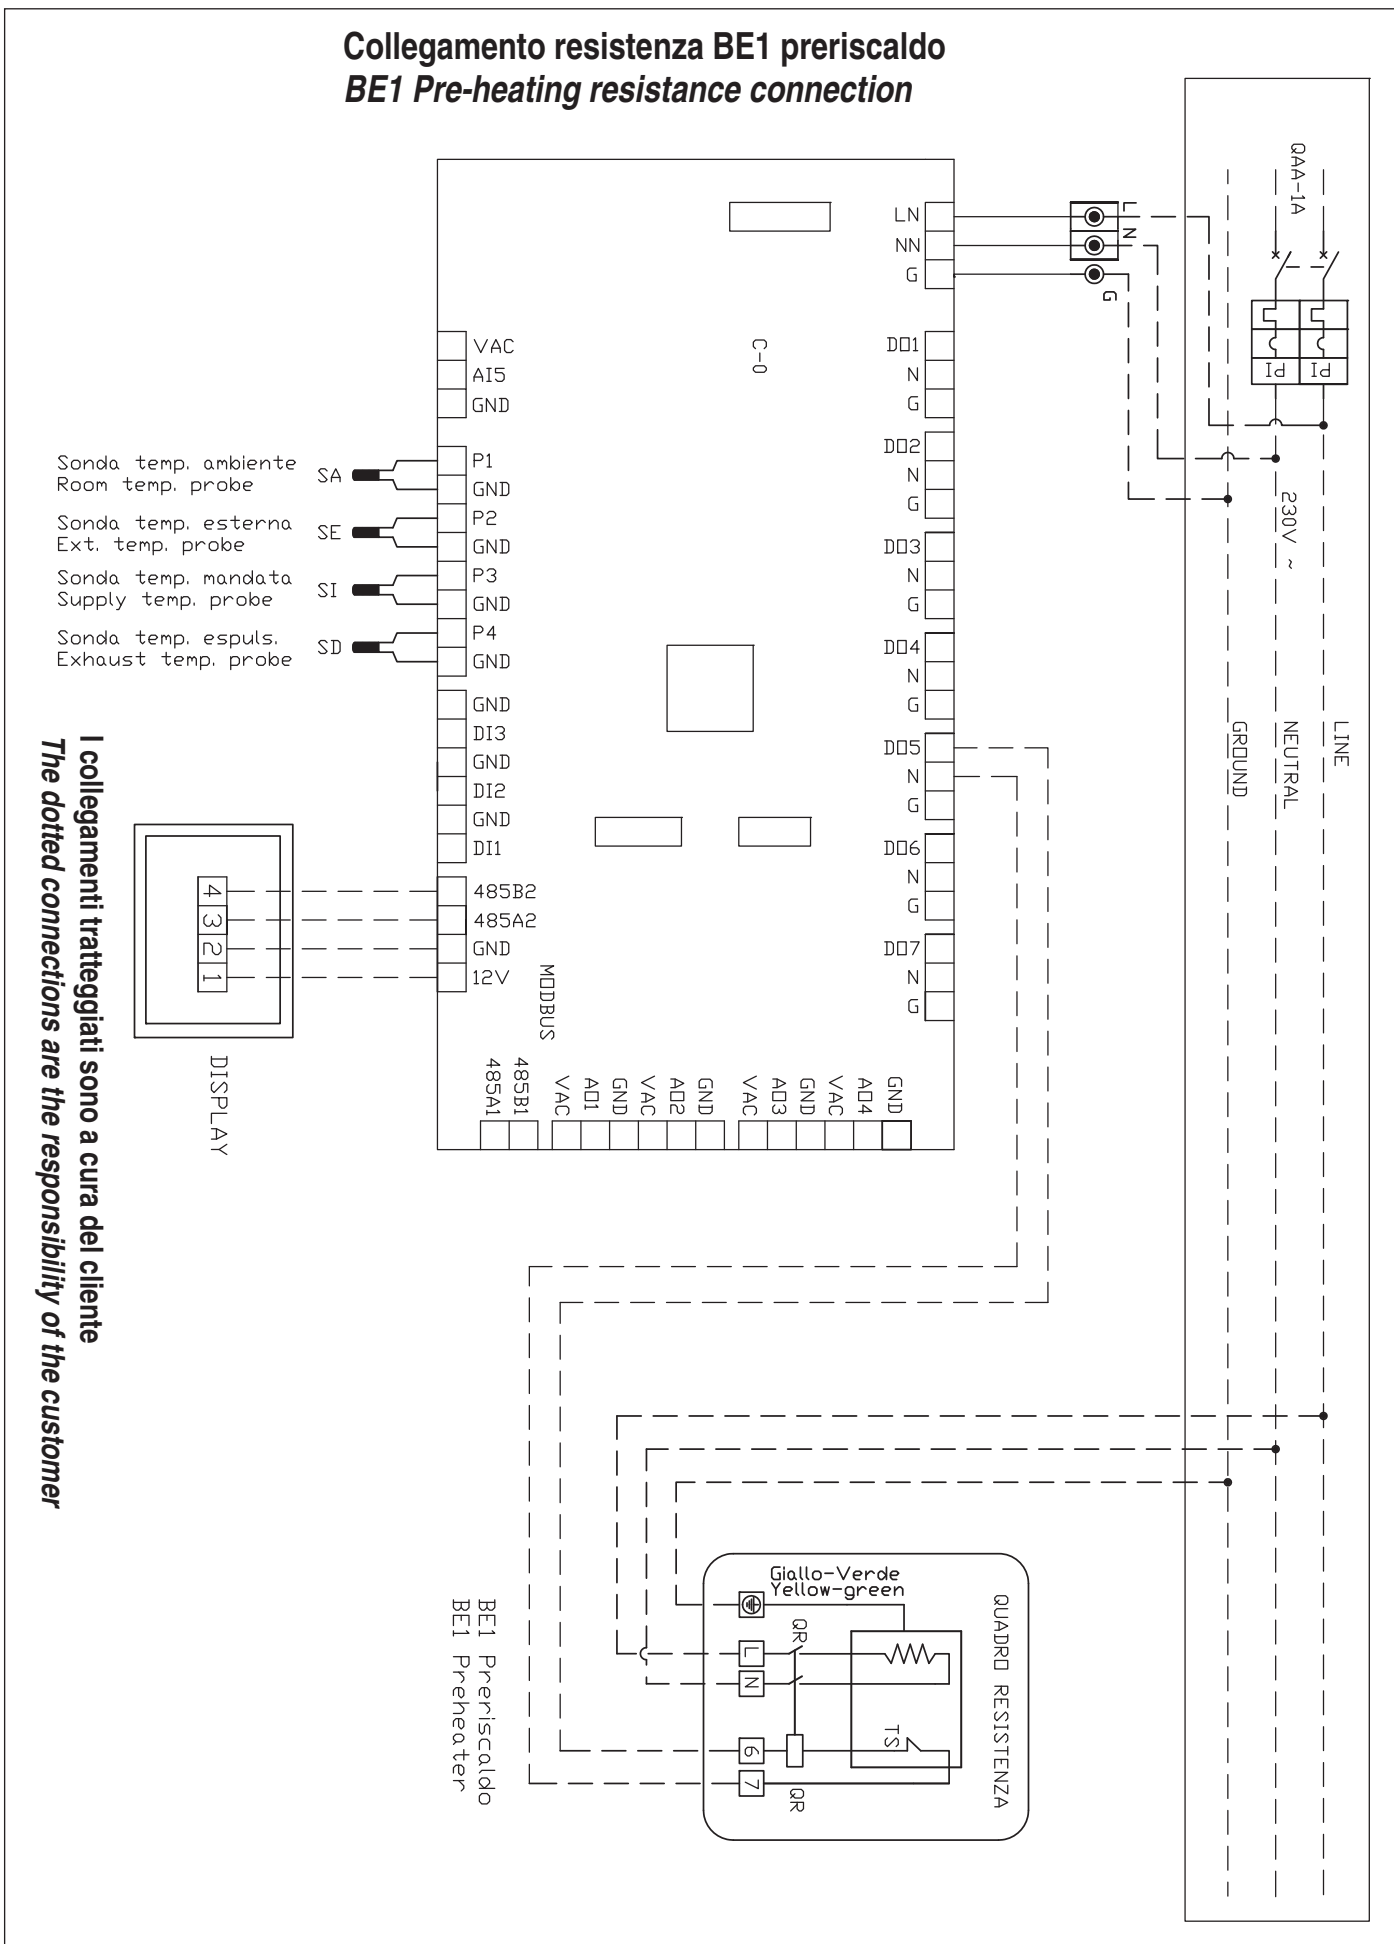 Collegamento resistenza BE1 preriscaldo
BE1 Pre-heating resistance connection
QAA-1A
PI
PI
230V ~
LINE
NEUTRAL
GROUND
L
N
G
LN
NN
G
C-0
DO1
N
G
DO2
N
G
DO3
N
G
DO4
N
G
DO5
N
G
DO6
N
G
DO7
N
G
VAC
AI5
GND
P1
GND
P2
GND
P3
GND
P4
GND
GND
DI3
GND
DI2
GND
DI1
485B2
485A2
GND
12V
MODBUS
485A1
485B1
VAC
AO1
GND
VAC
AO2
GND
VAC
AO3
GND
VAC
AO4
GND
Sonda temp. ambiente
Room temp. probe
SA
Sonda temp. esterna
Ext. temp. probe
SE
Sonda temp. mandata
Supply temp. probe
SI
Sonda temp. espuls.
Exhaust temp. probe
SD
4
3
2
1
DISPLAY
I collegamenti tratteggiati sono a cura del cliente
The dotted connections are the responsibility of the customer
BE1 Preriscaldo
BE1 Preheater
QUADRO RESISTENZA
Giallo-Verde
Yellow-green
L
N
6
7
QR
TS
QR